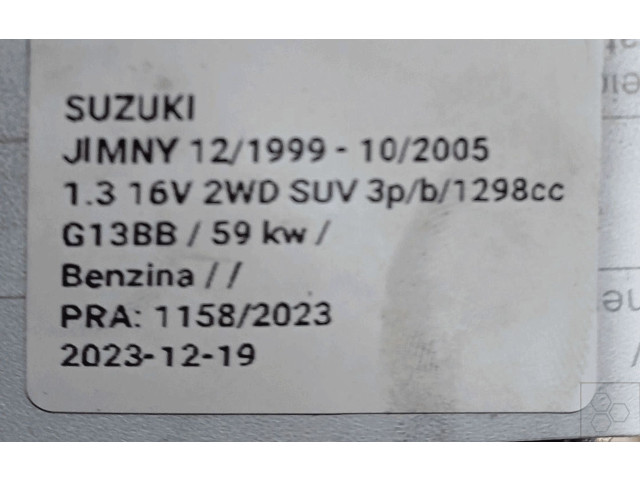 SUZUKI
JIMNY 12/1999 - 10/2005
1.3 16V 2WD SUV 3p/b/1298cc
G13BB / 59 kw /
Benzina / /
PRA: 1158/2023
2023-12-19